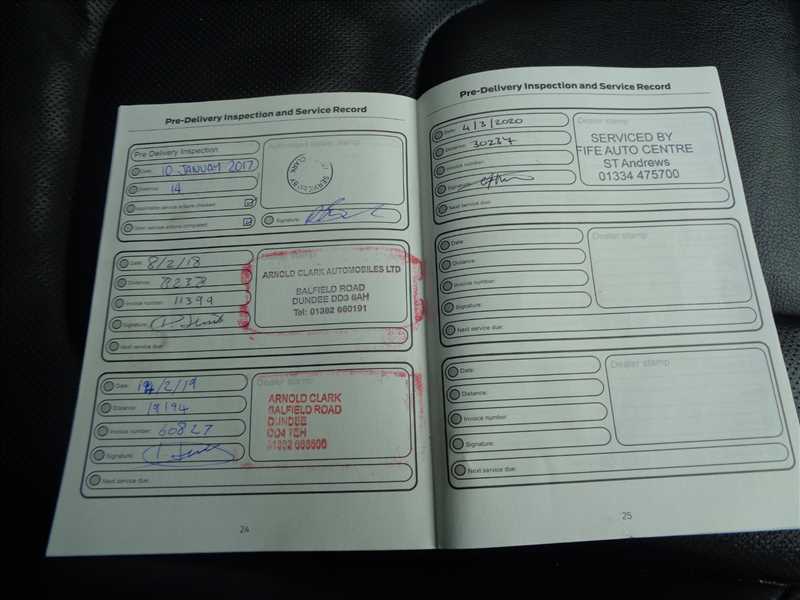 Pre-Delivery Inspection and Service Record
Pre Delivery Inspection
Date: 10 JANUARY 2017
Distance: 14
Signature:
Date: 8/2/18
Distance:
Invoice number: 11399
Signature:
Next service due:
ARNOLD CLARK AUTOMOBILES LTD
BALFIELD ROAD
DUNDEE DD3 6AH
Tel: 01382 660191
Date: 19/2/19
Distance: 19194
Invoice number: 60827
Signature:
Next service due:
Dealer stamp
ARNOLD CLARK
BALFIELD ROAD
DUNDEE
24
Pre-Delivery Inspection and Service Record
Date: 4/3/2020
Distance: 30237
Invoice number:
Signature:
Next service due:
Dealer stamp
SERVICED BY
FIFE AUTO CENTRE
ST Andrews
01334 475700
Date:
Distance:
Invoice number:
Signature:
Next service due:
Dealer stamp
Date:
Distance:
Invoice number:
Signature:
Next service due:
Dealer stamp
25